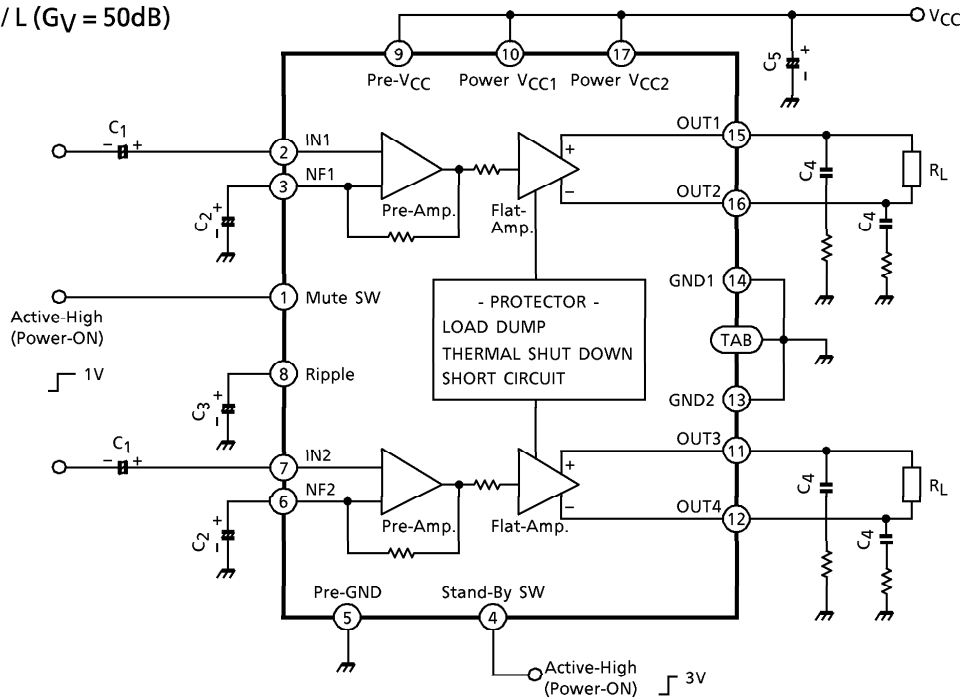 / L (GV = 50dB)
VCC
9
10
17
Pre-VCC
Power VCC1
Power VCC2
C5
+
-
C1
- +
2
IN1
3
NF1
C2
+
-
Pre-Amp.
Flat-
Amp.
+
-
OUT1
15
OUT2
16
C4
C4
RL
1
Mute SW
Active-High
(Power-ON)
1V
8
Ripple
C3
+
-
- PROTECTOR -
LOAD DUMP
THERMAL SHUT DOWN
SHORT CIRCUIT
GND1
14
TAB
GND2
13
C1
- +
7
IN2
6
NF2
C2
+
-
Pre-Amp.
Flat-Amp.
+
-
OUT3
11
OUT4
12
C4
C4
RL
Pre-GND
5
Stand-By SW
4
Active-High
(Power-ON)
3V